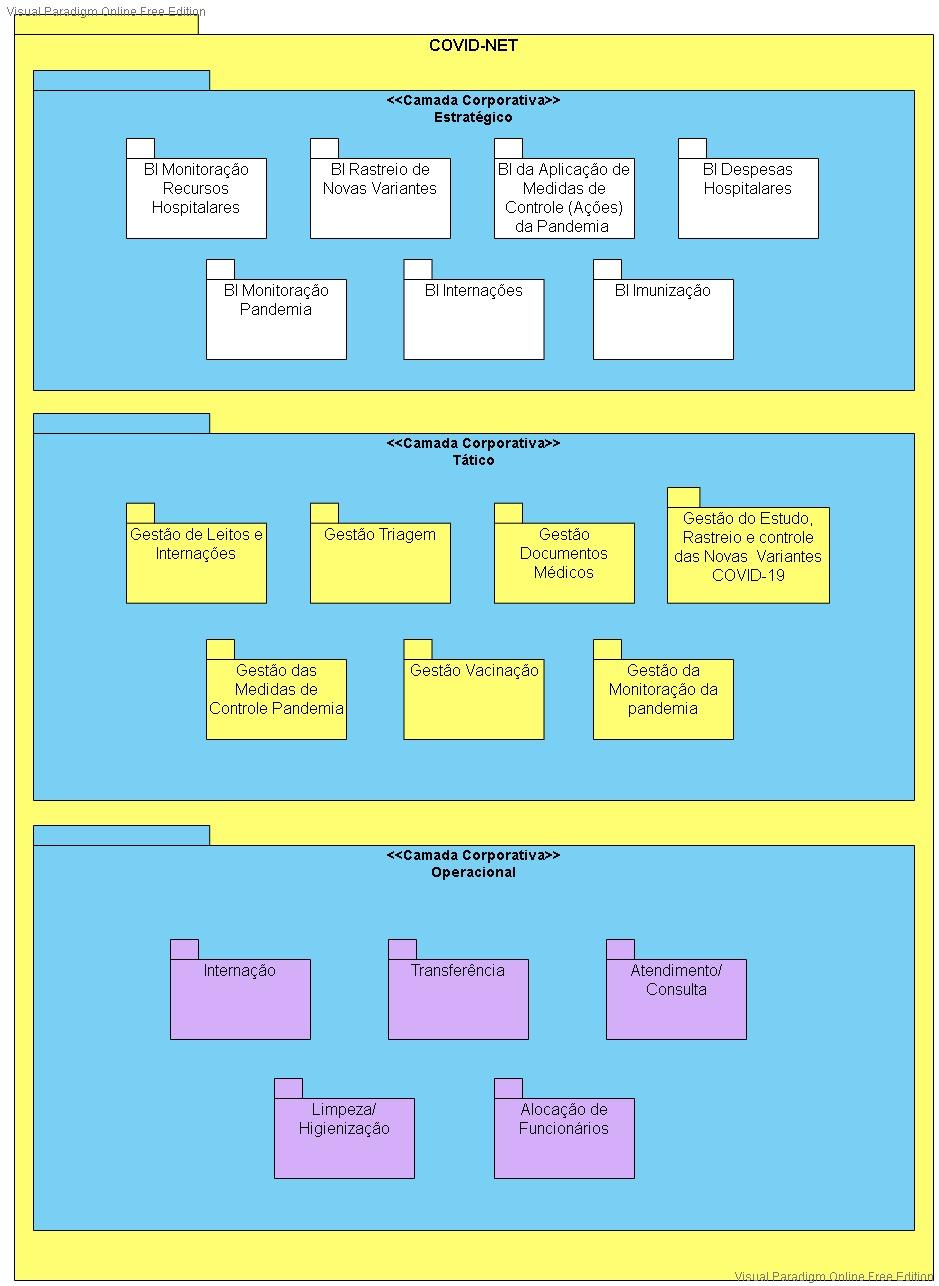 Visual Paradigm Online Free Edition
COVID-NET
<<Camada Corporativa>>
Estratégico
BI Monitoração
Recursos
Hospitalares
BI Rastreio de
Novas Variantes
BI da Aplicação de
Medidas de
Controle (Ações)
da Pandemia
BI Despesas
Hospitalares
BI Monitoração
Pandemia
BI Internações
BI Imunização
<<Camada Corporativa>>
Tático
Gestão de Leitos e
Internações
Gestão Triagem
Gestão
Documentos
Médicos
Gestão do Estudo,
Rastreio e controle
das Novas  Variantes
COVID-19
Gestão das
Medidas de
Controle Pandemia
Gestão Vacinação
Gestão da
Monitoração da
pandemia
<<Camada Corporativa>>
Operacional
Internação
Transferência
Atendimento/
Consulta
Limpeza/
Higienização
Alocação de
Funcionários
Visual Paradigm Online Free Edition